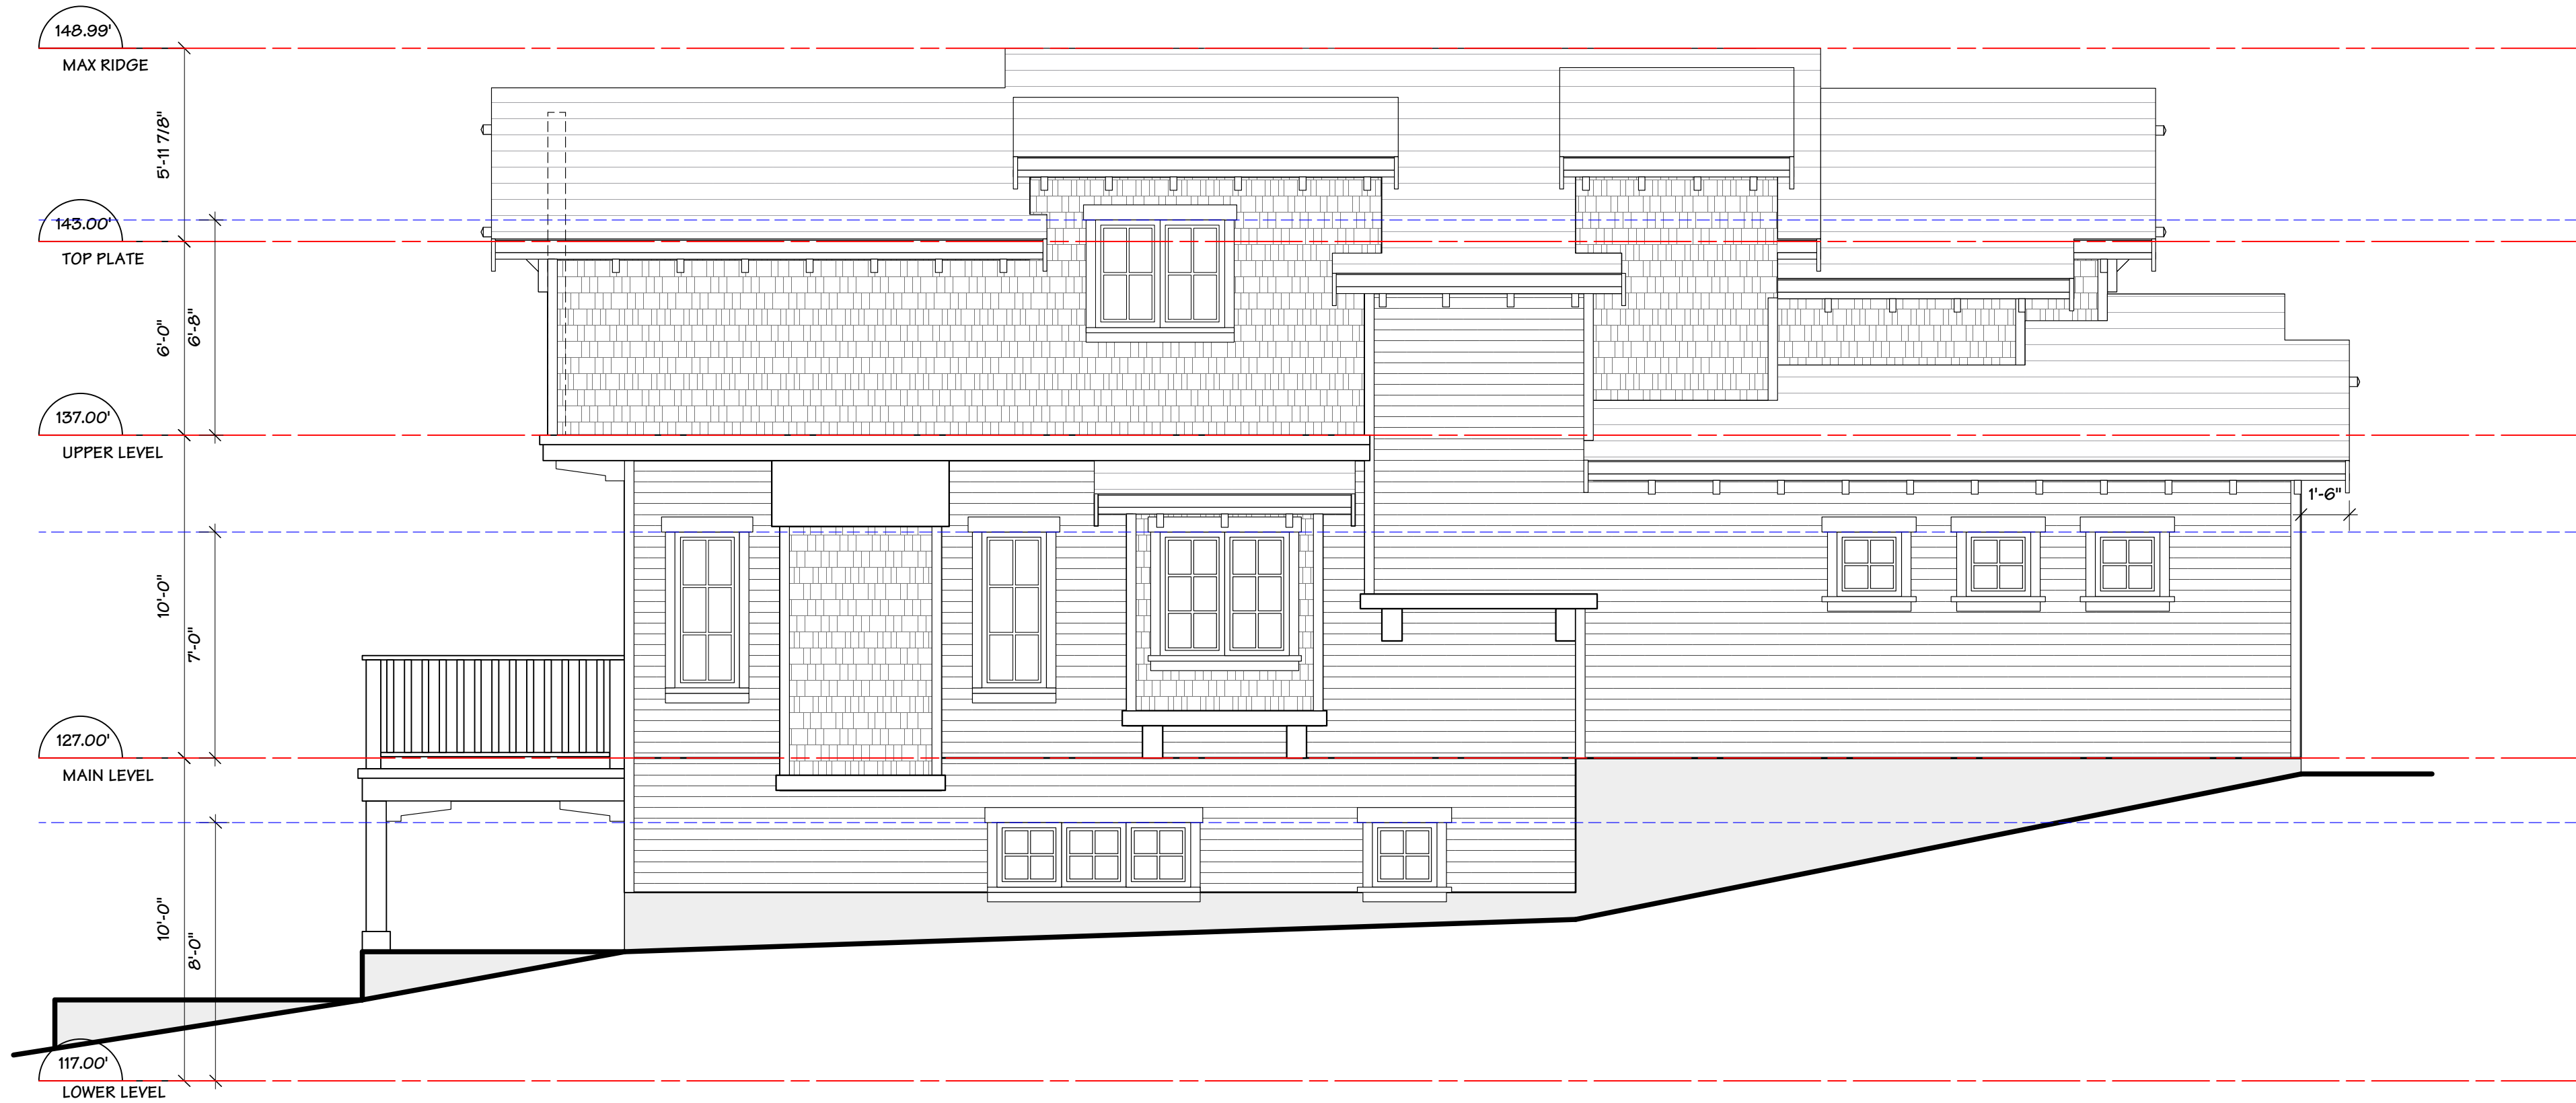 148.99'
MAX RIDGE
5'-11 7/8"
143.00'
TOP PLATE
6'-0"
6'-8"
137.00'
UPPER LEVEL
1'-6"
10'-0"
7'-0"
127.00'
MAIN LEVEL
10'-0"
8'-0"
117.00'
LOWER LEVEL